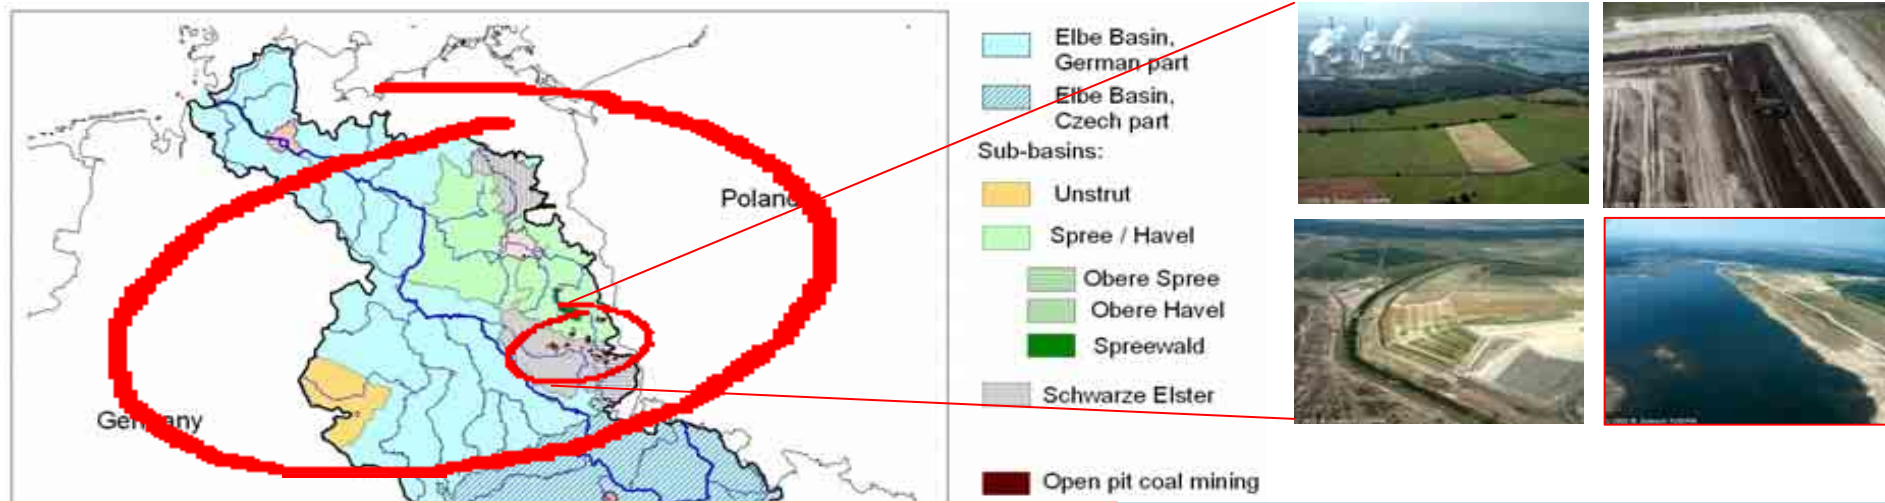 Elbe Basin,
German part
Elbe Basin,
Czech part
Sub-basins:
Poland
Unstrut
Spree / Havel
Obere Spree
Obere Havel
Spreewald
Schwarze Elster
Germany
Open pit coal mining